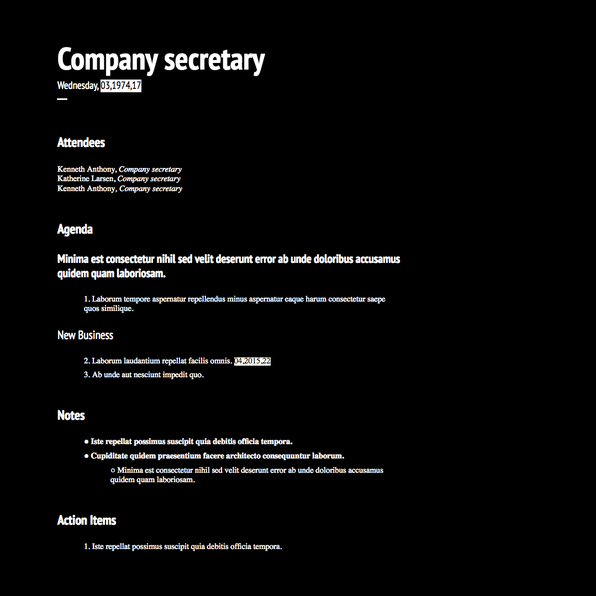 Company secretary
Wednesday, 03,1974,17
Attendees
Kenneth Anthony, Company secretary
Katherine Larsen, Company secretary
Kenneth Anthony, Company secretary
Agenda
Minima est consectetur nihil sed velit deserunt error ab unde doloribus accusamus
quidem quam laboriosam.
1. Laborum tempore aspernatur repellendus minus aspernatur eaque harum consectetur saepe
quos similique.
New Business
2. Laborum laudantium repellat facilis omnis. 04,2015,22
3. Ab unde aut nesciunt impedit quo.
Notes
● Iste repellat possimus suscipit quia debitis officia tempora.
● Cupiditate quidem praesentium facere architecto consequuntur laborum.
○ Minima est consectetur nihil sed velit deserunt error ab unde doloribus accusamus
quidem quam laboriosam.
Action Items
1. Iste repellat possimus suscipit quia debitis officia tempora.